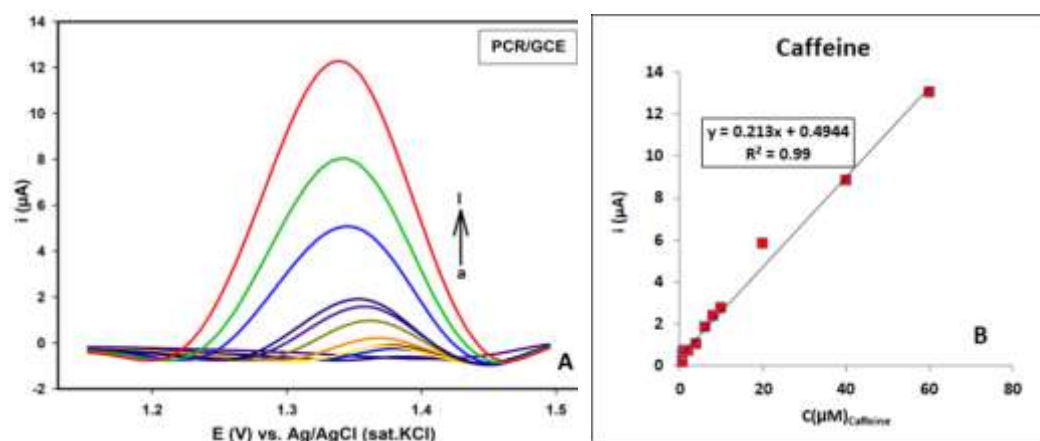 14
12
10
8
6
4
2
0
-2
i (µA)
PCR/GCE
l
a
A
1.2
1.3
1.4
1.5
E (V) vs. Ag/AgCl (sat.KCl)
Caffeine
14
12
10
8
6
4
2
0
i (µA)
y = 0.213x + 0.4944
R² = 0.99
B
0
20
40
60
80
C(µM)Caffeine